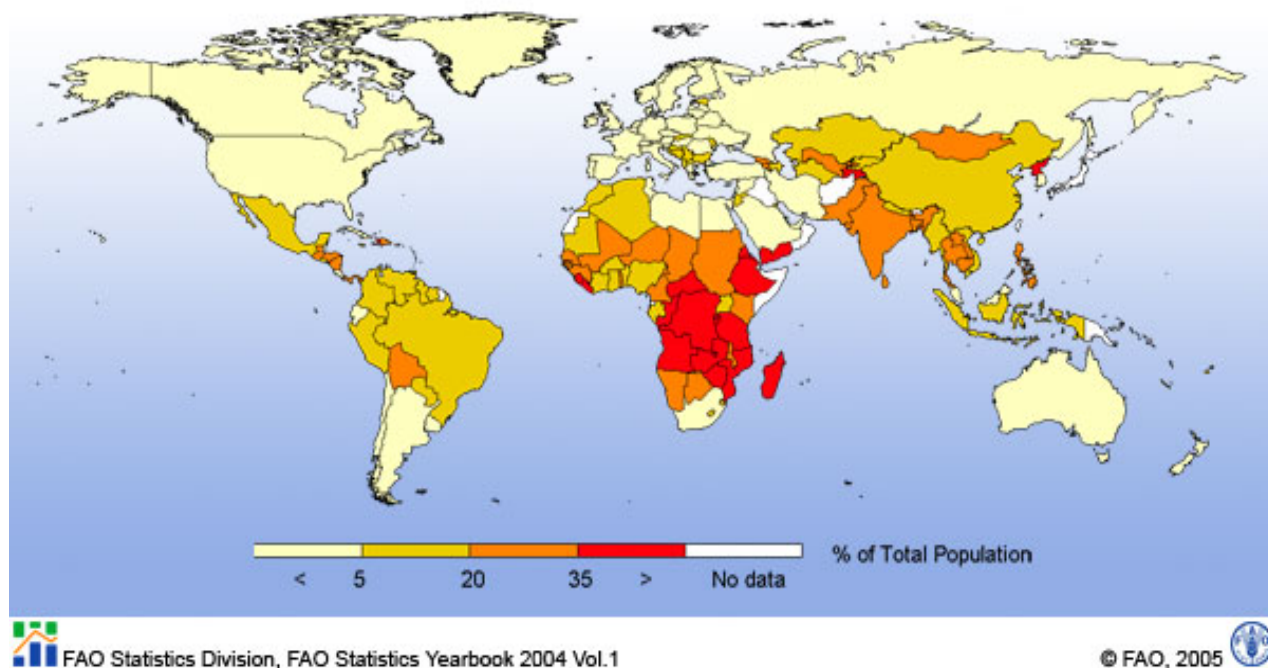 % of Total Population
< 5 20 35 > No data
FAO Statistics Division, FAO Statistics Yearbook 2004 Vol.1
© FAO, 2005